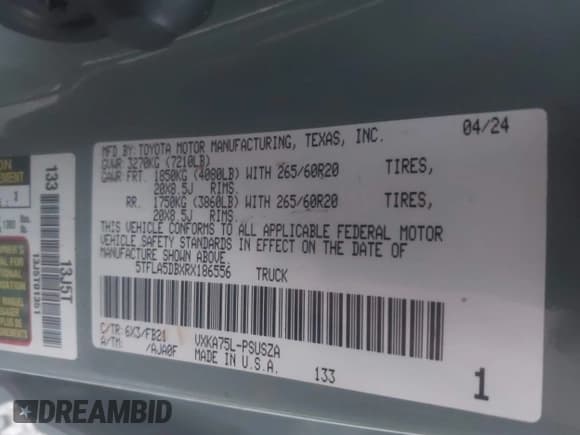 MFD BY: TOYOTA MOTOR MANUFACTURING, TEXAS, INC. 04/24
GVWR 3270KG (7210LB)
GAWR FRT. 1850KG (4080LB) WITH 265/60R20 TIRES,
20X8.5J RIMS.
RR. 1750KG (3860LB) WITH 265/60R20 TIRES,
20X8.5J RIMS.
THIS VEHICLE CONFORMS TO ALL APPLICABLE FEDERAL MOTOR
VEHICLE SAFETY STANDARDS IN EFFECT ON THE DATE OF
MANUFACTURE SHOWN ABOVE.
5TFLA5DBXRX186556 TRUCK
C/TR: 6X3/FB21 VXKA75L-PSUSZA
A/TM: /AJA0F MADE IN U.S.A. 133
1
133
13J5T
DREAMBID